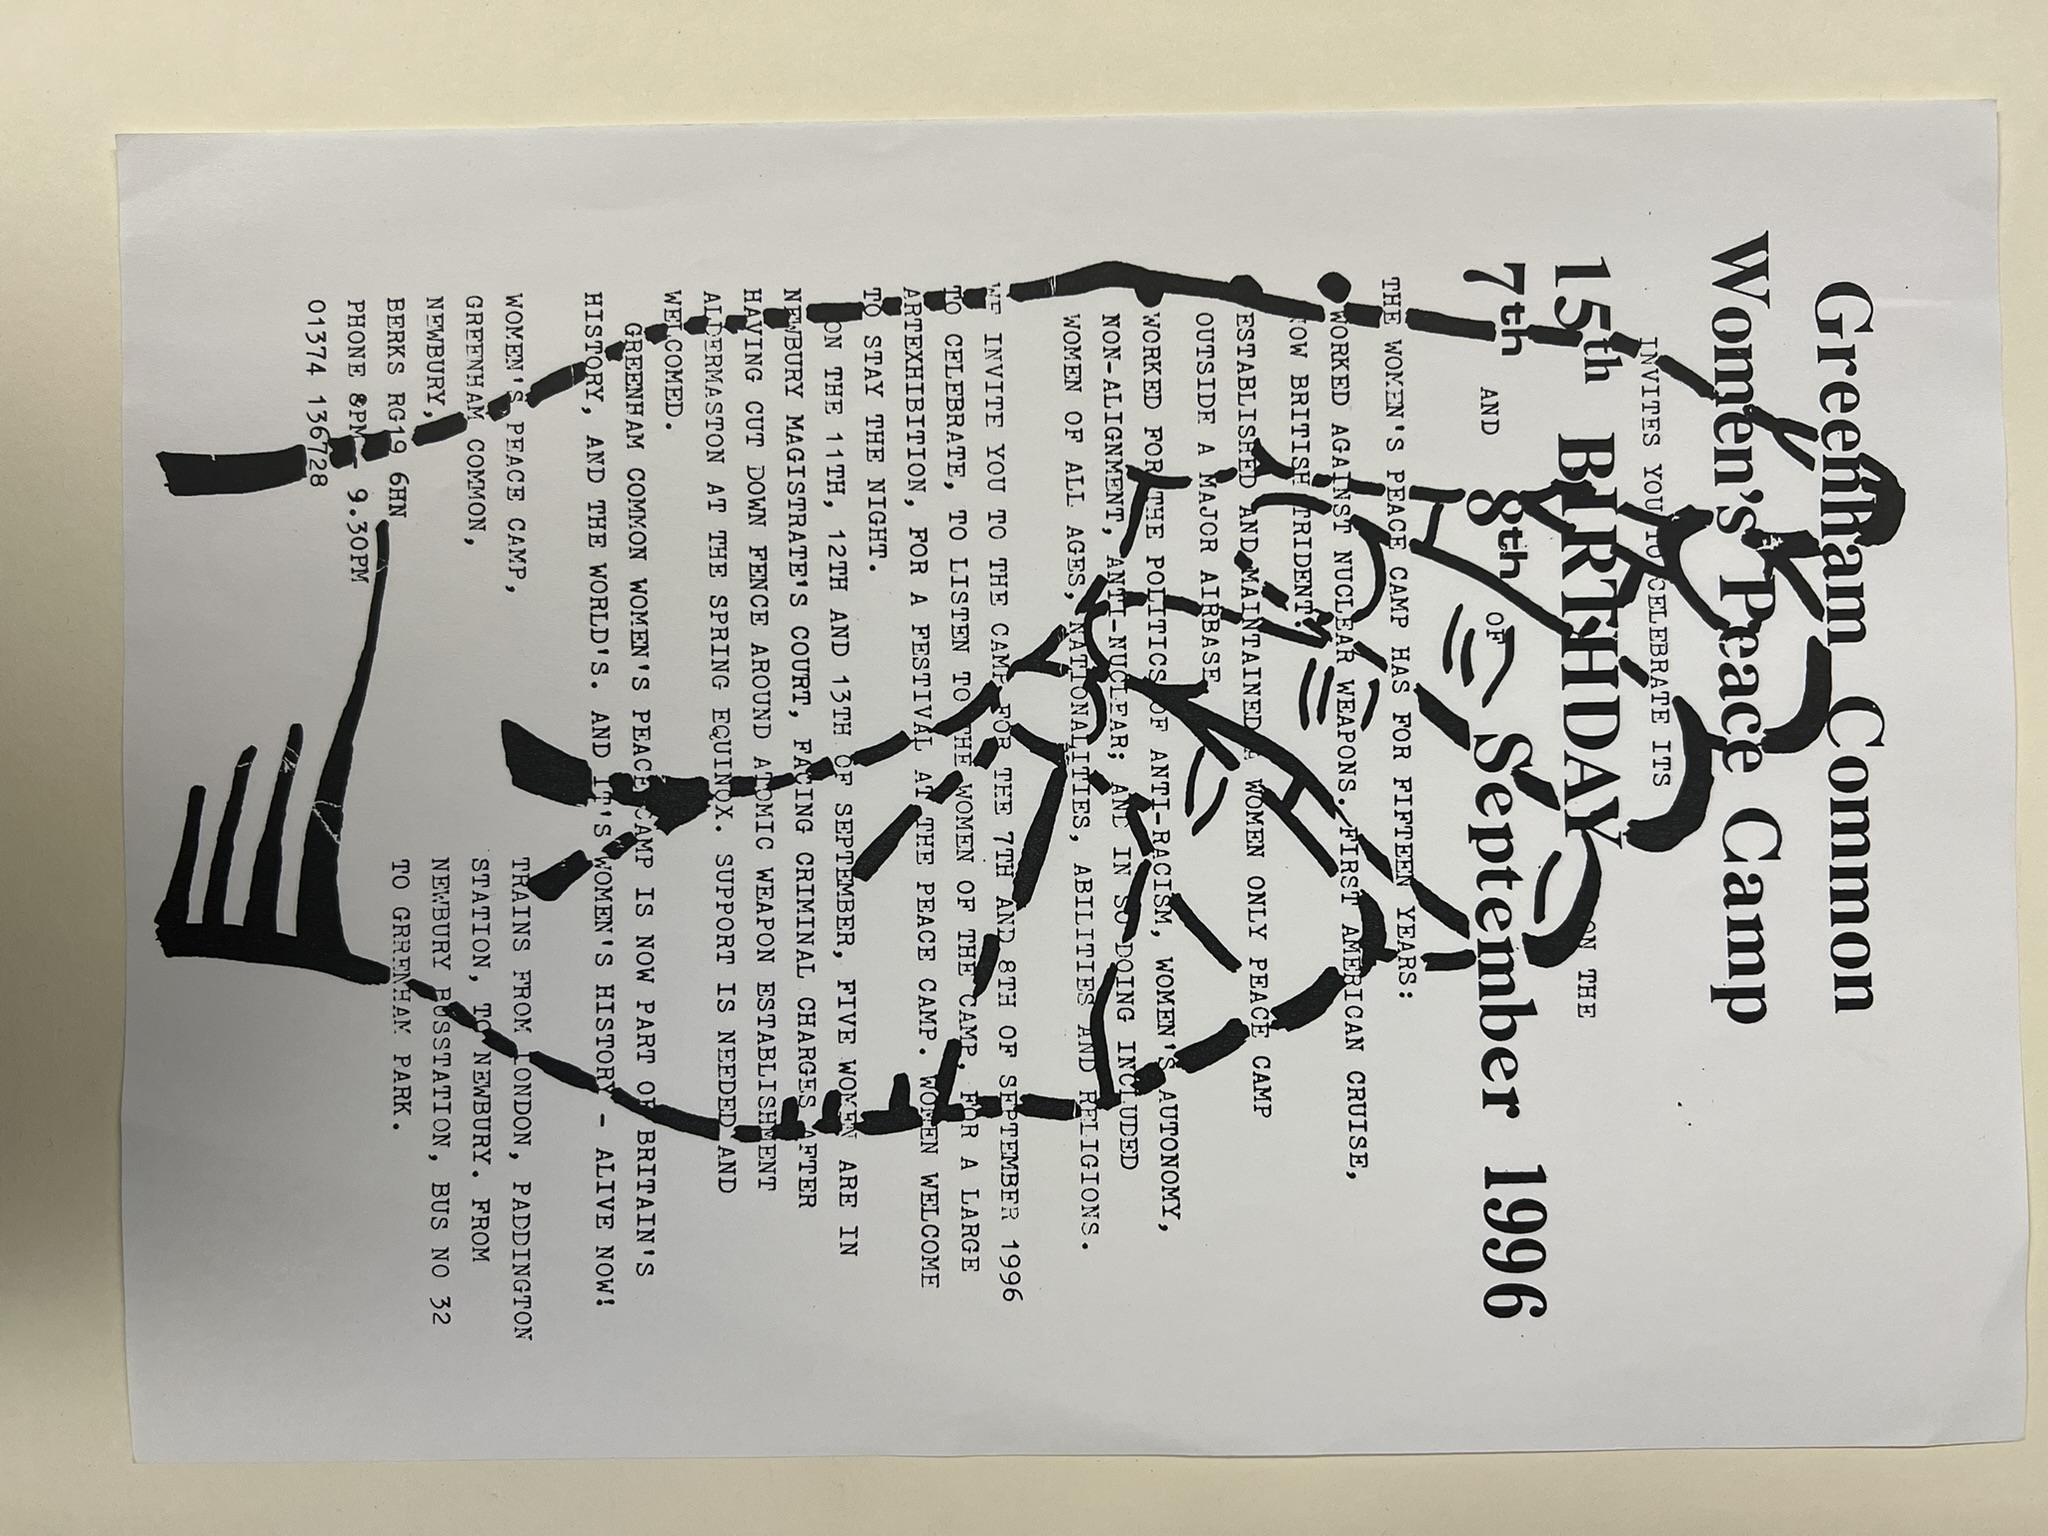 Greenham Common
Women's Peace Camp
INVITES YOU TO CELEBRATE ITS
15th BIRTHDAY ON THE
7th AND 8th OF September 1996
THE WOMEN'S PEACE CAMP HAS FOR FIFTEEN YEARS:
WORKED AGAINST NUCLEAR WEAPONS. FIRST AMERICAN CRUISE,
NOW BRITISH TRIDENT.
ESTABLISHED AND MAINTAINED A WOMEN ONLY PEACE CAMP
OUTSIDE A MAJOR AIRBASE.
WORKED FOR THE POLITICS OF ANTI-RACISM, WOMEN'S AUTONOMY,
NON-ALIGNMENT, ANTI-NUCLEAR; AND IN SO DOING INCLUDED
WOMEN OF ALL AGES, NATIONALITIES, ABILITIES AND RELIGIONS.
WE INVITE YOU TO THE CAMP FOR THE 7TH AND 8TH OF SEPTEMBER 1996
TO CELEBRATE, TO LISTEN TO THE WOMEN OF THE CAMP, FOR A LARGE
ARTEXHIBITION, FOR A FESTIVAL AT THE PEACE CAMP. WOMEN WELCOME
TO STAY THE NIGHT.
ON THE 11TH, 12TH AND 13TH OF SEPTEMBER, FIVE WOMEN ARE IN
NEWBURY MAGISTRATE'S COURT, FACING CRIMINAL CHARGES AFTER
HAVING CUT DOWN FENCE AROUND ATOMIC WEAPON ESTABLISHMENT
ALDERMASTON AT THE SPRING EQUINOX. SUPPORT IS NEEDED AND
WELCOMED.
GREENHAM COMMON WOMEN'S PEACE CAMP IS NOW PART OF BRITAIN'S
HISTORY, AND THE WORLD'S. AND IT'S WOMEN'S HISTORY - ALIVE NOW!
WOMEN'S PEACE CAMP,
GREENHAM COMMON,
NEWBURY,
BERKS RG19 6HN
PHONE 8PM - 9.30PM
01374 136728
TRAINS FROM LONDON, PADDINGTON
STATION, TO NEWBURY. FROM
NEWBURY BUSSTATION, BUS NO 32
TO GRRENHAM PARK.